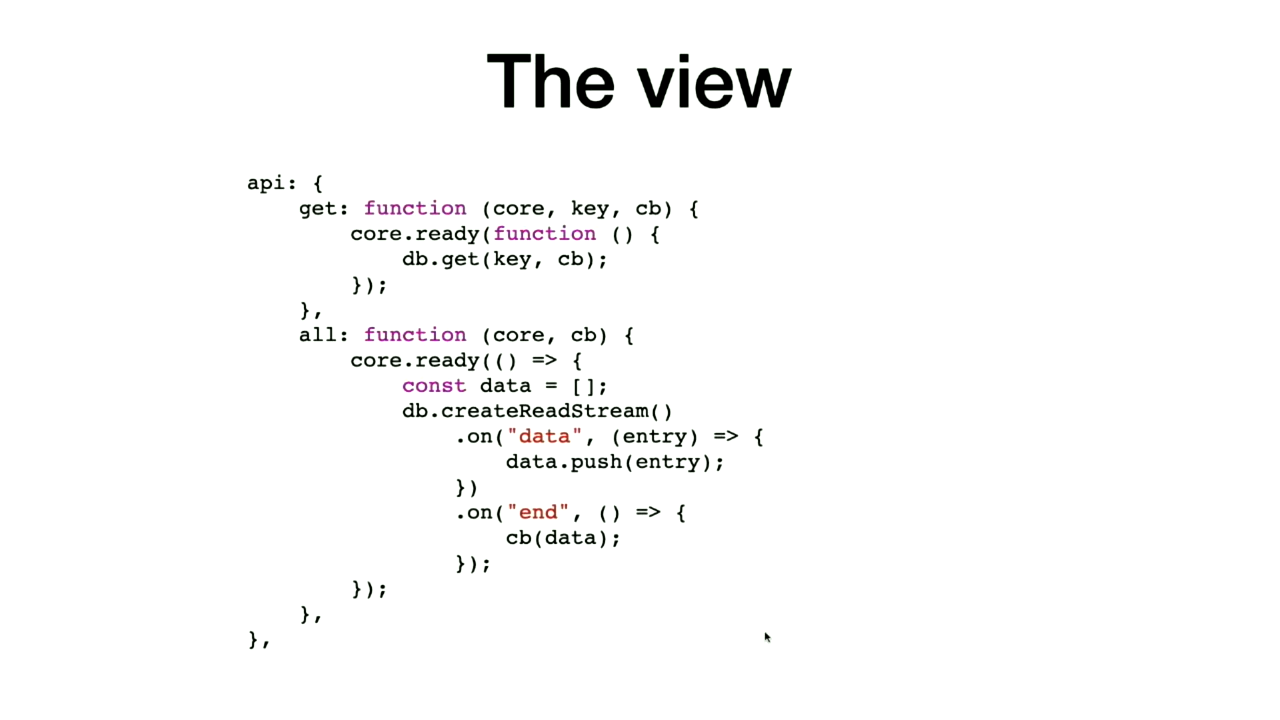 The view
api: {
    get: function (core, key, cb) {
        core.ready(function () {
            db.get(key, cb);
        });
    },
    all: function (core, cb) {
        core.ready(() => {
            const data = [];
            db.createReadStream()
                .on("data", (entry) => {
                    data.push(entry);
                })
                .on("end", () => {
                    cb(data);
                });
        });
    },
},